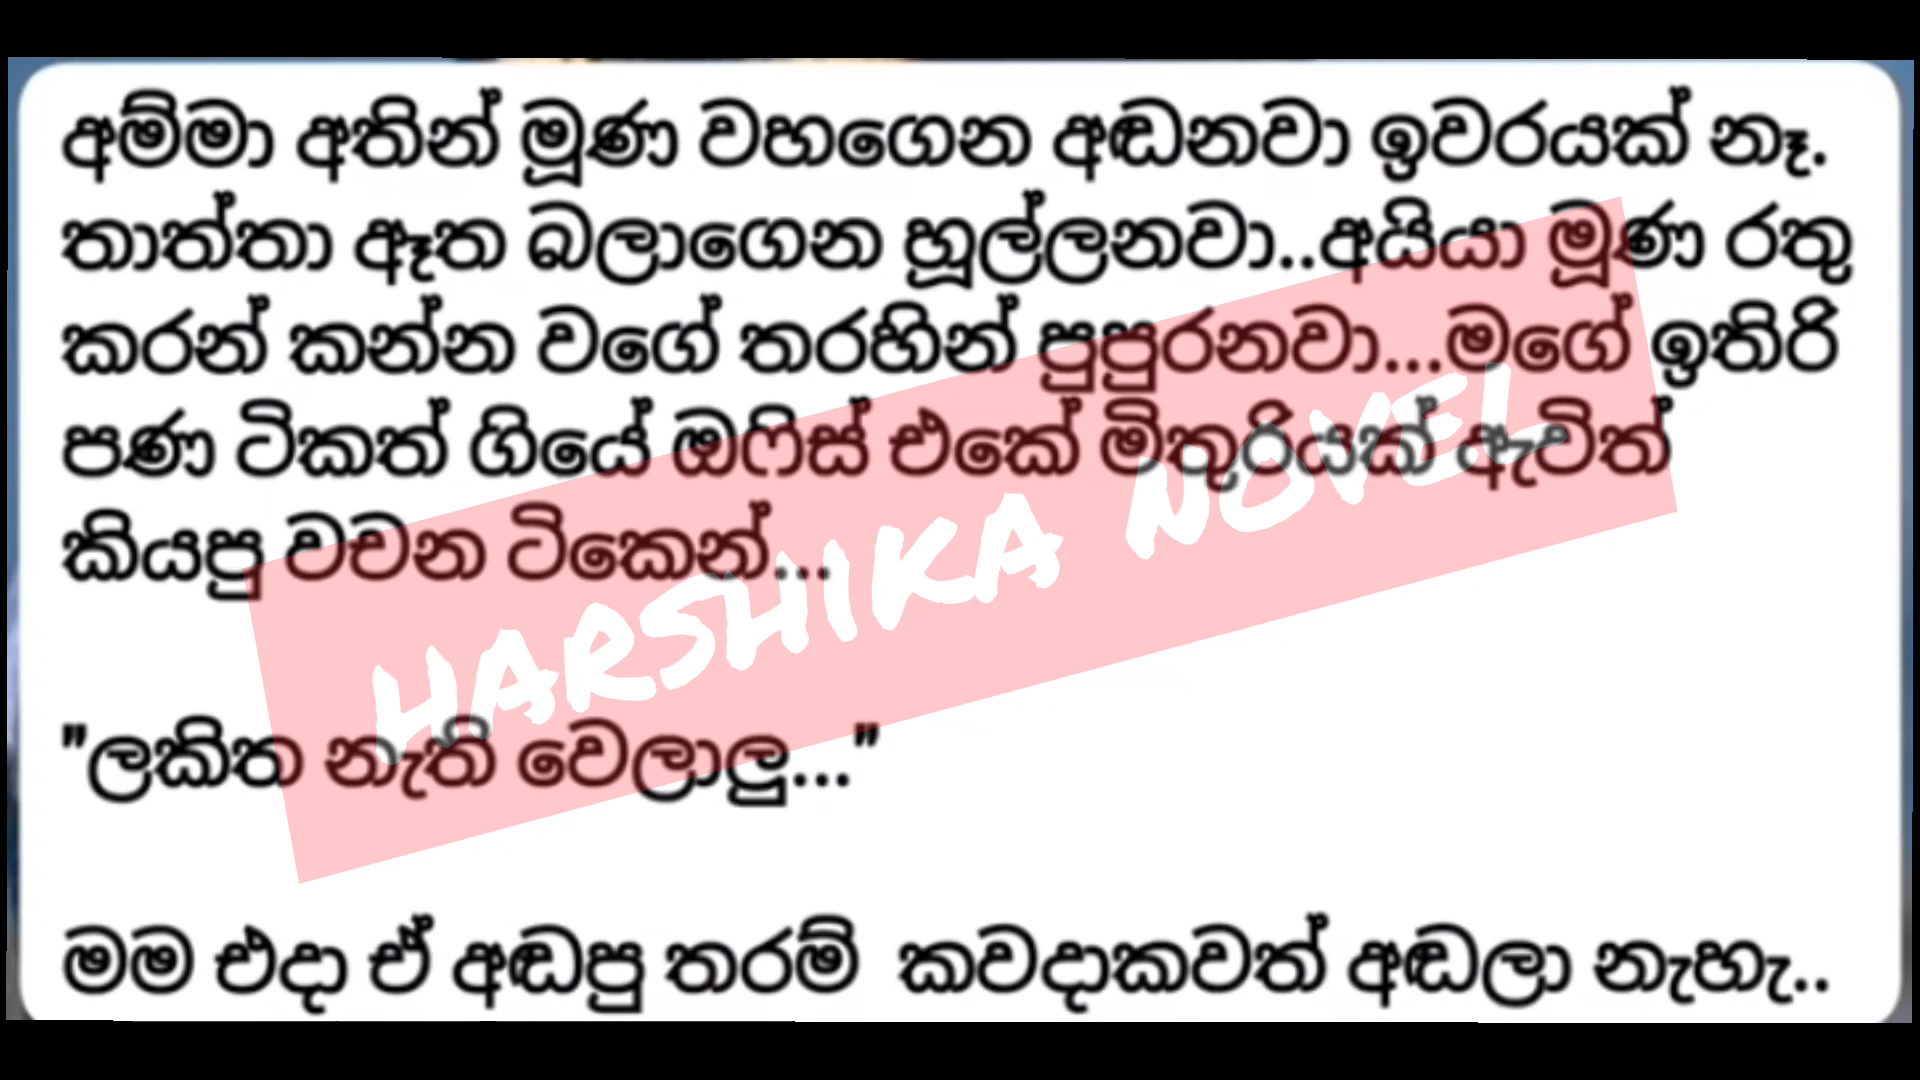 අම්මා අතින් මූණ වහගෙන අඬනවා ඉවරයක් නෑ.
තාත්තා ඈත බලාගෙන හූල්ලනවා..අයියා මූණ රතු
කරන් කන්න වගේ තරහින් පුපුරනවා...මගේ ඉතිරි
පණ ටිකත් ගියේ ඔෆිස් එකේ මිතුරියක් ඇවිත්
කියපු වචන ටිකෙන්...
HARSHIKA NOVEL
"ලකිත නැති වෙලාලු..."
මම එදා ඒ අඬපු තරම් කවදාකවත් අඬලා නැහැ..